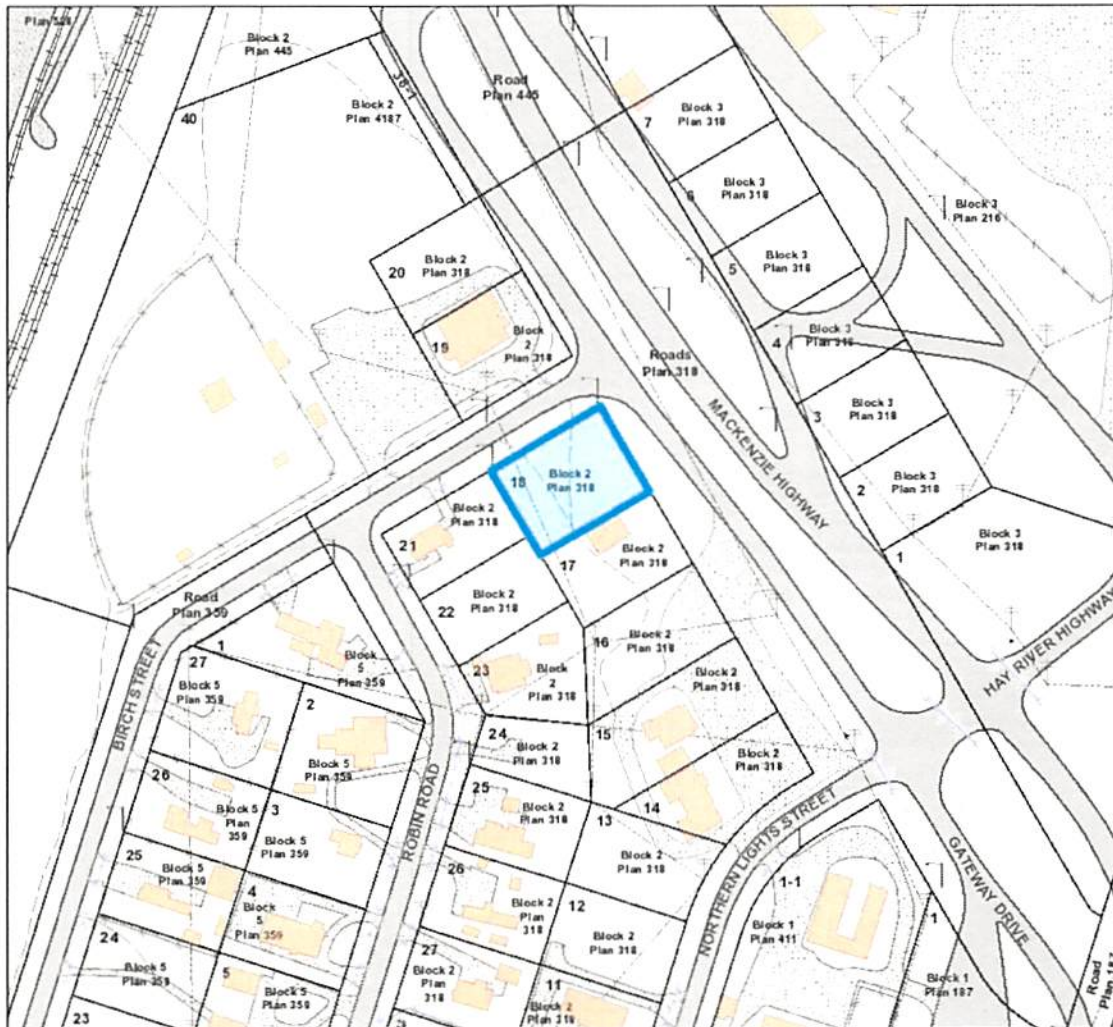 Block 2
Plan 445
38-1
Road
Plan 445
40
Block 2
Plan 4187
7
Block 3
Plan 318
6
Block 3
Plan 318
Block 3
Plan 216
5
Block 3
Plan 318
20
Block 2
Plan 318
19
Block
2
Plan 318
4
Block 3
Roads
Plan 318
MACKENZIE HIGHWAY
3
Block 3
Plan 318
2
Block 3
Plan 318
1
Block 3
Plan 318
18
Block 2
Plan 318
21
Block 2
Plan 318
17
Block 2
Plan 318
22
Block 2
Plan 318
Road
Plan 359
HAY RIVER HIGHWAY
16
Block 2
Plan 318
23
Block
2
Plan 318
1
Block
5
Plan 359
27
Block 5
Plan 359
BIRCH STREET
2
Block 5
Plan 359
15
Block 2
Plan 318
24
Block 2
Plan 318
14
Block 2
Plan 318
ROBIN ROAD
26
Block 5
Plan
359
3
Block 5
Plan 359
25
Block 2
Plan 318
13
Block 2
Plan 318
NORTHERN LIGHTS STREET
GATEWAY DRIVE
25
Block 5
Plan 359
4
Block
5
Plan 359
26
Block 2
Plan
318
12
Block 2
Plan 318
1-1
Block 1
Plan 411
1
Block 1
Plan 187
24
Block 5
Plan 359
5
Block 5
Plan 359
27
Block 2
Plan
318
11
Block 2
Plan 318
Road
23